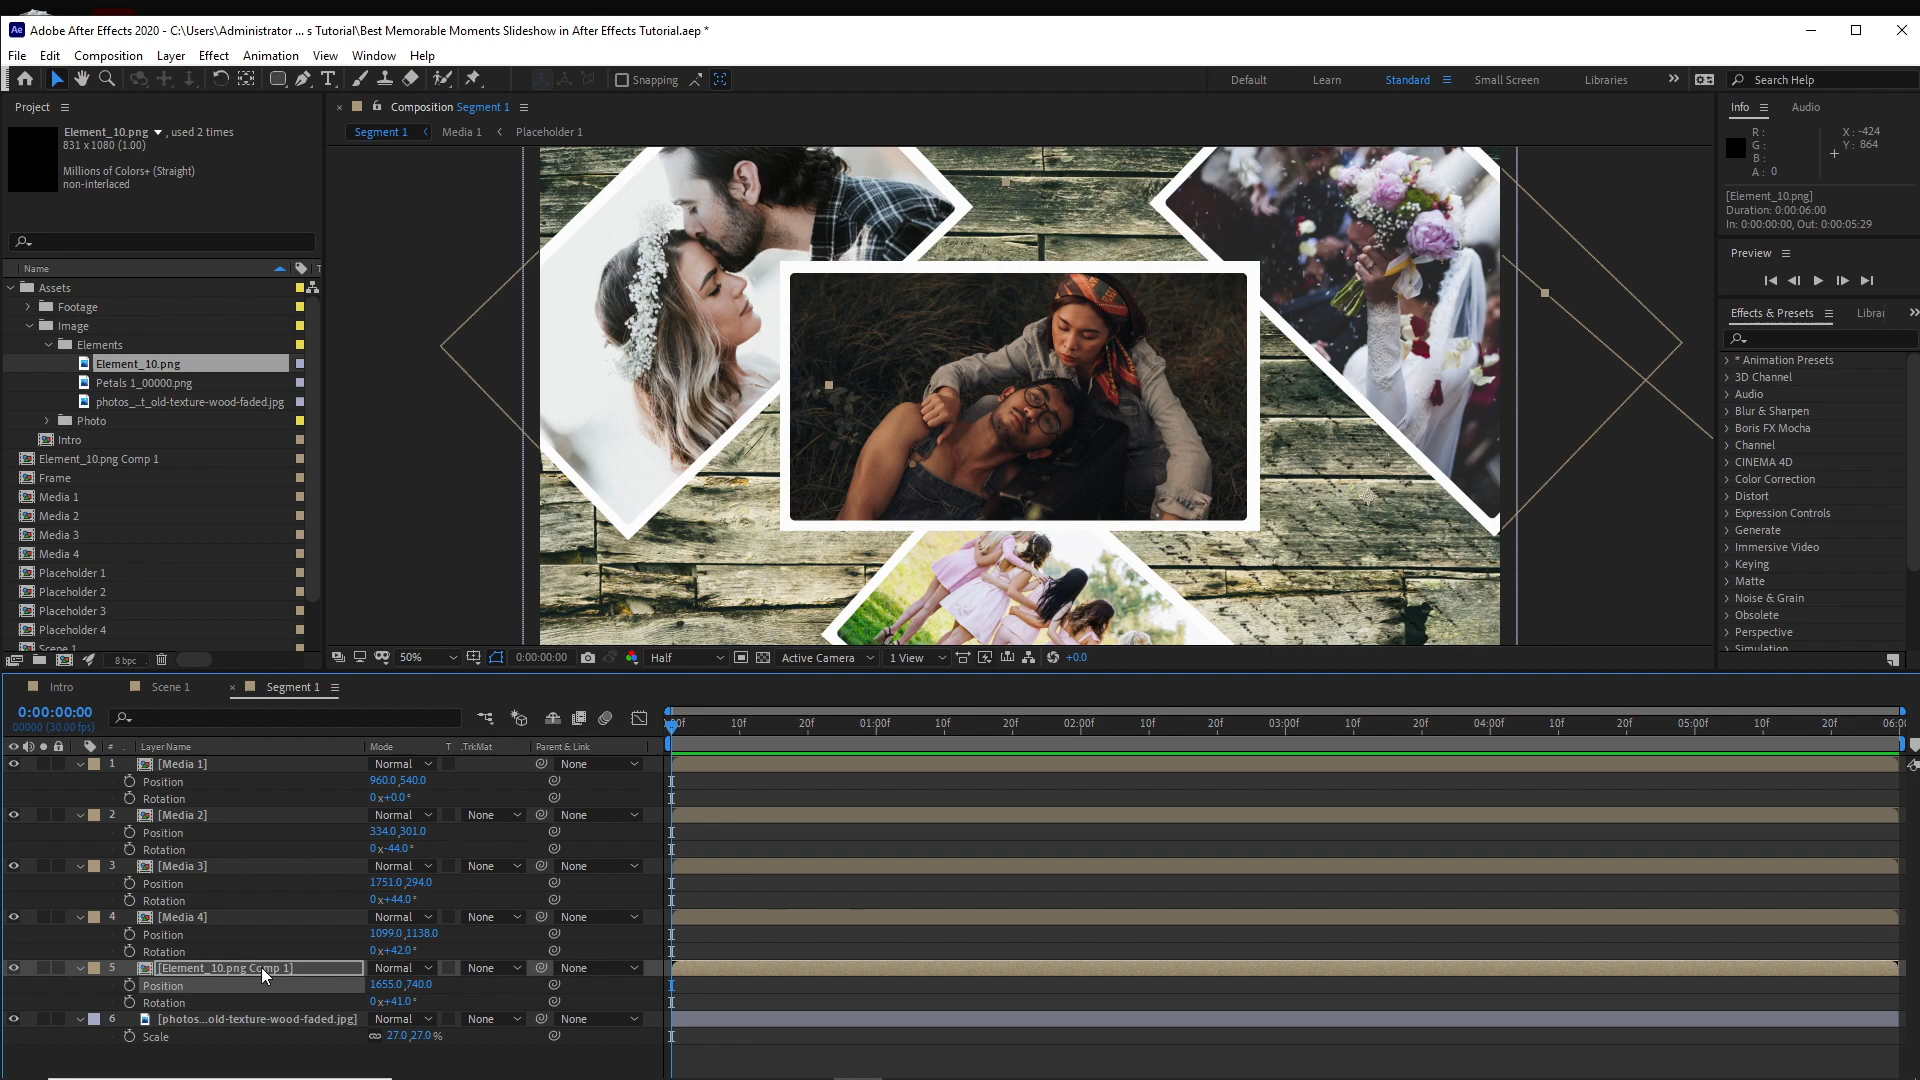 Ae Adobe After Effects 2020 - C:\Users\Administrator ... s Tutorial\Best Memorable Moments Slideshow in After Effects Tutorial.aep *
File Edit Composition Layer Effect Animation View Window Help
Snapping
Default Learn Standard Small Screen Libraries
Search Help
Project
Element_10.png , used 2 times
831 x 1080 (1.00)
Millions of Colors+ (Straight)
non-interlaced
Name T
Assets
Footage
Image
Elements
Element_10.png
Petals 1_00000.png
photos_...t_old-texture-wood-faded.jpg
Photo
Intro
Element_10.png Comp 1
Frame
Media 1
Media 2
Media 3
Media 4
Placeholder 1
Placeholder 2
Placeholder 3
Placeholder 4
Scene 1
8 bpc
Composition Segment 1
Segment 1 Media 1 Placeholder 1
50% 0:00:00:00 Half Active Camera 1 View +0.0
Info Audio
R : X : -424
G : Y : 864
B :
A : 0
[Element_10.png]
Duration: 0:00:06:00
In: 0:00:00:00, Out: 0:00:05:29
Preview
Effects & Presets Librar
* Animation Presets
3D Channel
Audio
Blur & Sharpen
Boris FX Mocha
Channel
CINEMA 4D
Color Correction
Distort
Expression Controls
Generate
Immersive Video
Keying
Matte
Noise & Grain
Obsolete
Perspective
Simulation
Intro Scene 1 Segment 1
0:00:00:00
00000 (30.00 fps)
:00f 10f 20f 01:00f 10f 20f 02:00f 10f 20f 03:00f 10f 20f 04:00f 10f 20f 05:00f 10f 20f 06:00
# Layer Name Mode T .TrkMat Parent & Link
1 [Media 1] Normal None
Position 960.0,540.0
Rotation 0x+0.0°
2 [Media 2] Normal None None
Position 334.0,301.0
Rotation 0x-44.0°
3 [Media 3] Normal None None
Position 1751.0,294.0
Rotation 0x+44.0°
4 [Media 4] Normal None None
Position 1099.0,1138.0
Rotation 0x+42.0°
5 [Element_10.png Comp 1] Normal None None
Position 1655.0,740.0
Rotation 0x+41.0°
6 [photos...old-texture-wood-faded.jpg] Normal None None
Scale 27.0,27.0%